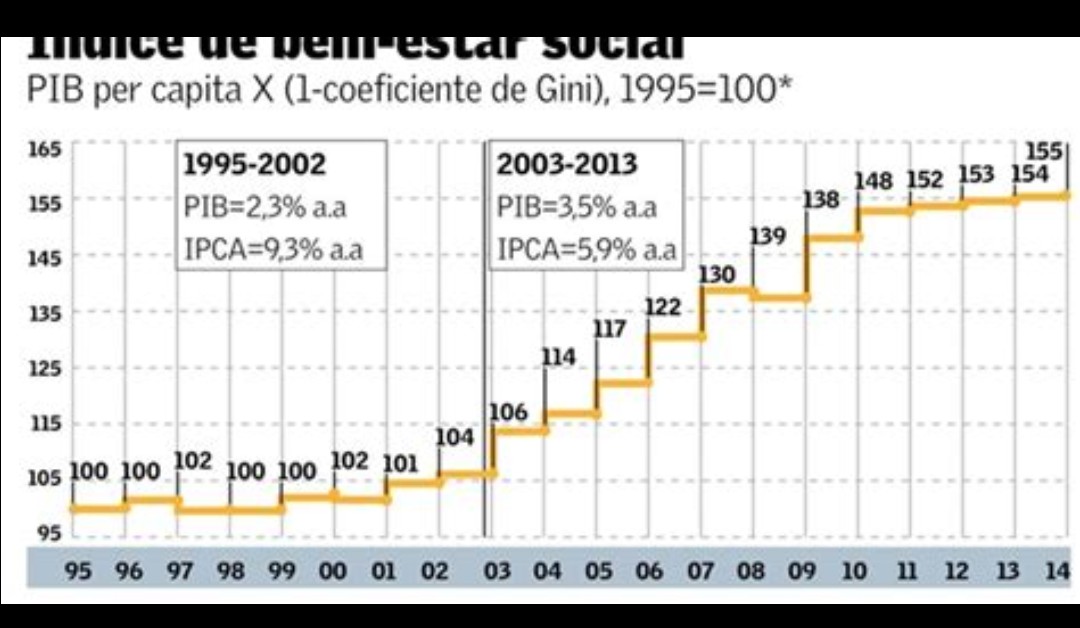 Índice de bem-estar social
PIB per capita X (1-coeficiente de Gini), 1995=100*
165
155
145
135
125
115
105
95
1995-2002
PIB=2,3% a.a
IPCA=9,3% a.a
2003-2013
PIB=3,5% a.a
IPCA=5,9% a.a
100 100 102 100 100 102 101 104 106 114 117 122 130 139 138 148 152 153 154 155
95 96 97 98 99 00 01 02 03 04 05 06 07 08 09 10 11 12 13 14